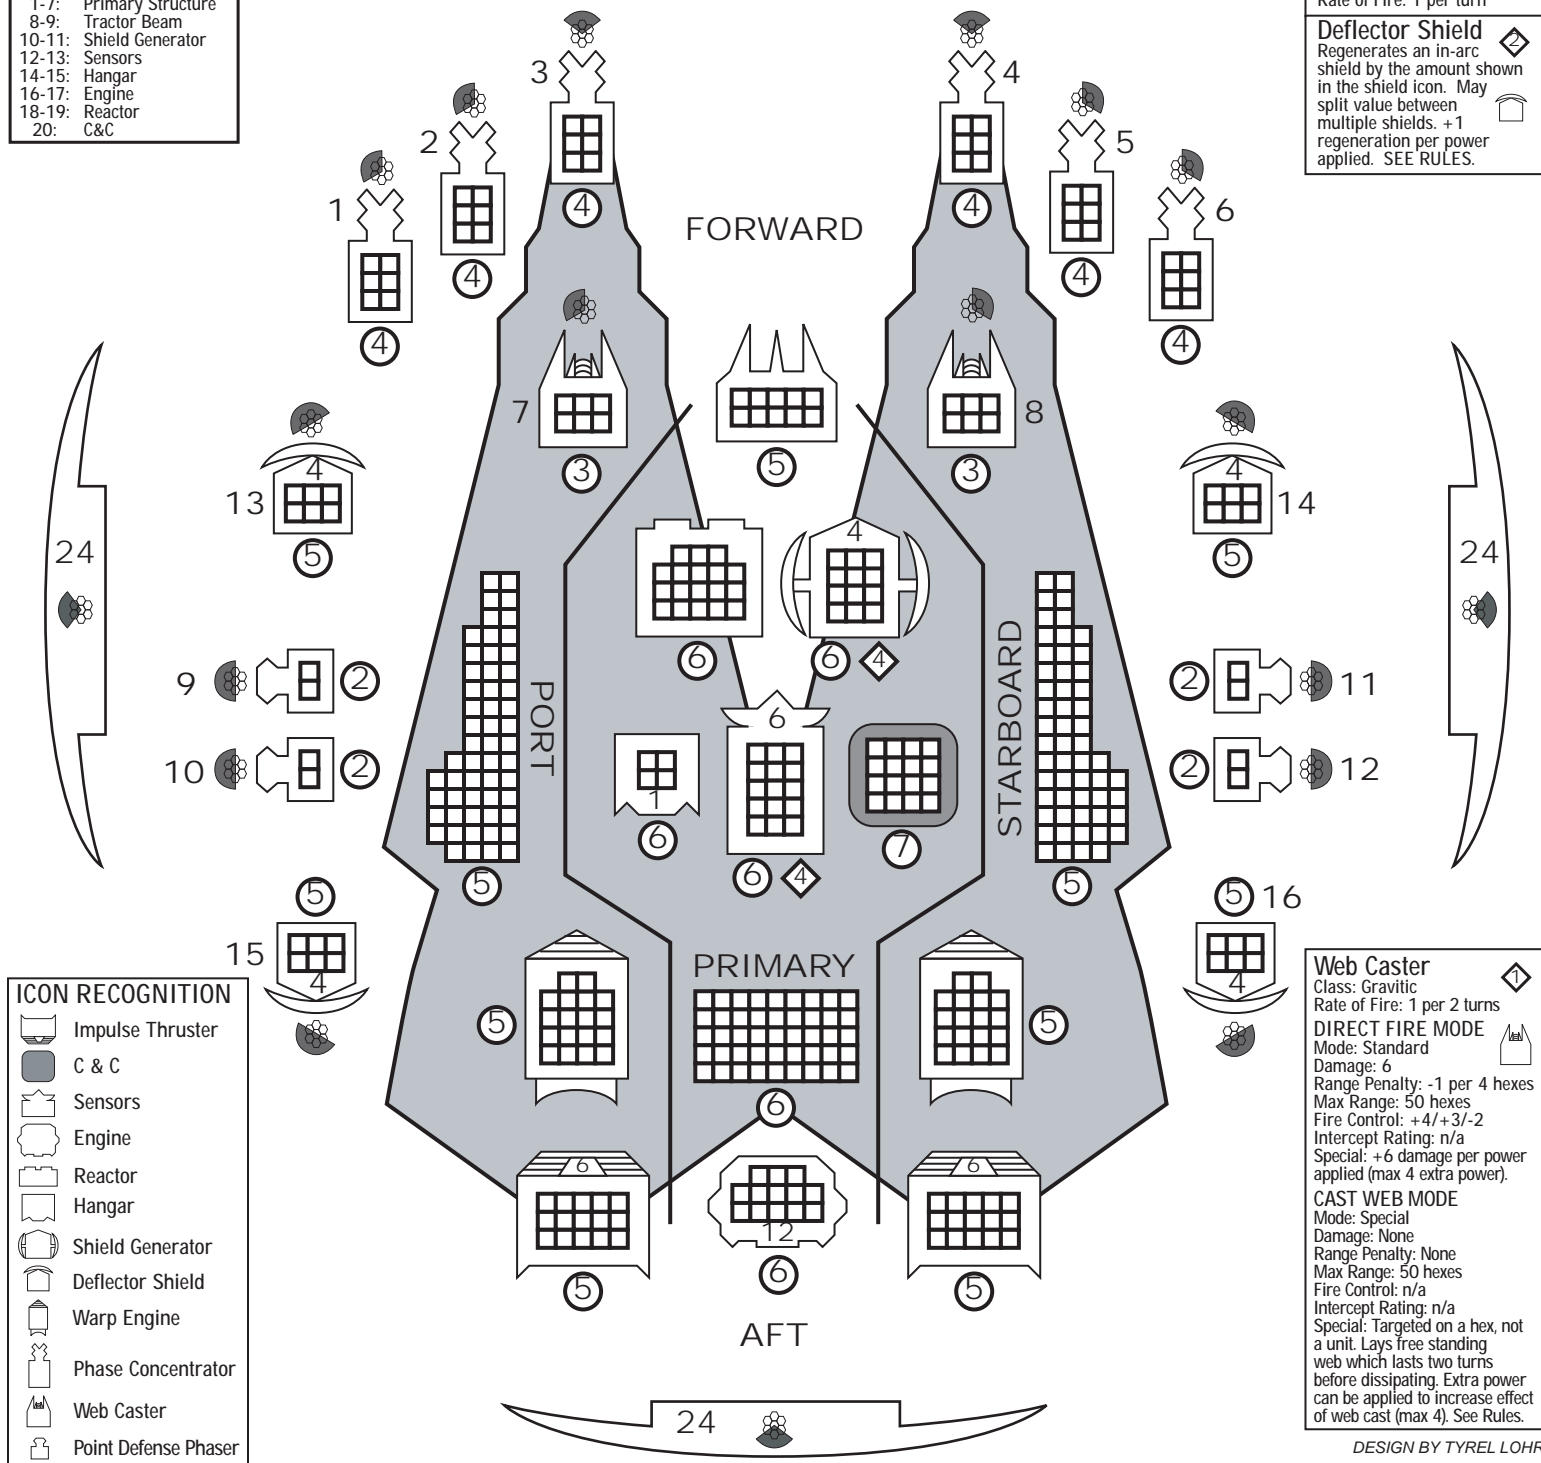 1-7: Primary Structure
8-9: Tractor Beam
10-11: Shield Generator
12-13: Sensors
14-15: Hangar
16-17: Engine
18-19: Reactor
20: C&C
Rate of Fire: 1 per turn
Deflector Shield
2
Regenerates an in-arc
shield by the amount shown
in the shield icon. May
split value between
multiple shields. +1
regeneration per power
applied. SEE RULES.
3
4
2
5
1
6
4
4
4
4
4
4
FORWARD
7
8
3
5
3
13
4
5
4
14
5
24
24
4
6
6
4
PORT
STARBOARD
9
2
2
11
10
2
2
12
6
1
6
6
4
7
5
5
5
5
16
15
4
4
PRIMARY
5
5
6
6
6
12
5
6
5
AFT
24
ICON RECOGNITION
Impulse Thruster
C & C
Sensors
Engine
Reactor
Hangar
Shield Generator
Deflector Shield
Warp Engine
Phase Concentrator
Web Caster
Point Defense Phaser
Web Caster
1
Class: Gravitic
Rate of Fire: 1 per 2 turns
DIRECT FIRE MODE
Mode: Standard
Damage: 6
Range Penalty: -1 per 4 hexes
Max Range: 50 hexes
Fire Control: +4/+3/-2
Intercept Rating: n/a
Special: +6 damage per power
applied (max 4 extra power).
CAST WEB MODE
Mode: Special
Damage: None
Range Penalty: None
Max Range: 50 hexes
Fire Control: n/a
Intercept Rating: n/a
Special: Targeted on a hex, not
a unit. Lays free standing
web which lasts two turns
before dissipating. Extra power
can be applied to increase effect
of web cast (max 4). See Rules.
DESIGN BY TYREL LOHR